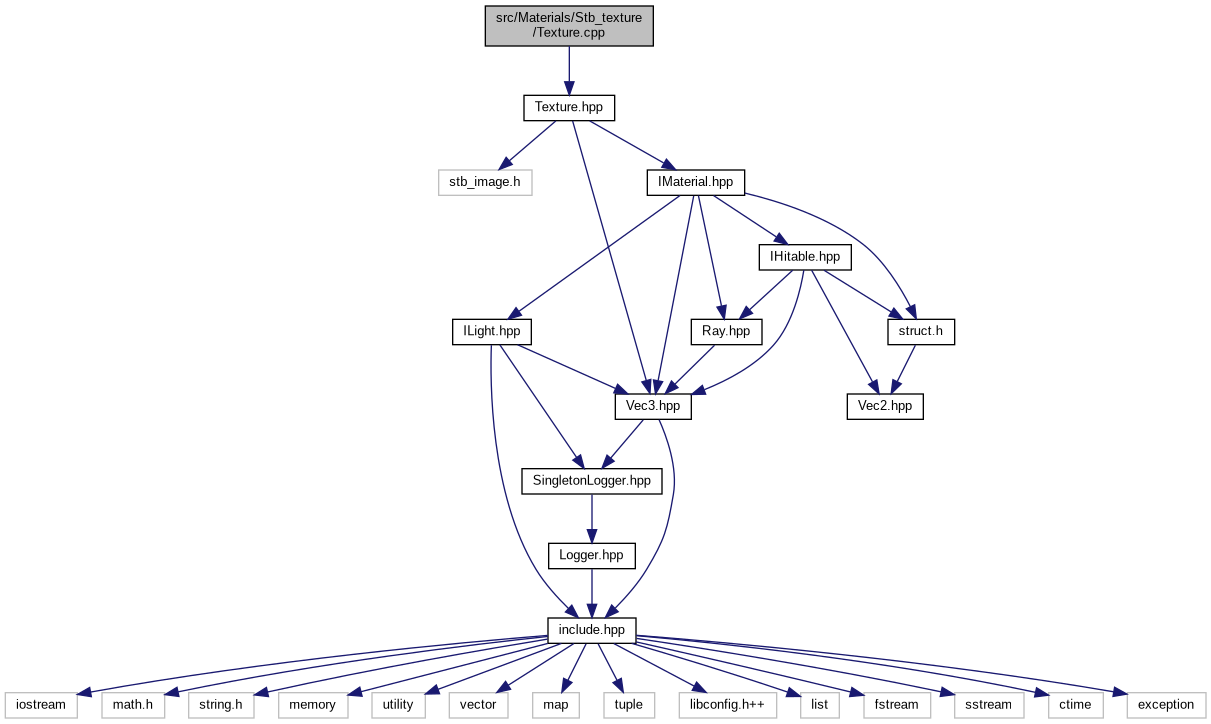 src/Materials/Stb_texture
/Texture.cpp
Texture.hpp
stb_image.h
IMaterial.hpp
IHitable.hpp
ILight.hpp
Ray.hpp
struct.h
Vec3.hpp
Vec2.hpp
SingletonLogger.hpp
Logger.hpp
include.hpp
iostream
math.h
string.h
memory
utility
vector
map
tuple
libconfig.h++
list
fstream
sstream
ctime
exception